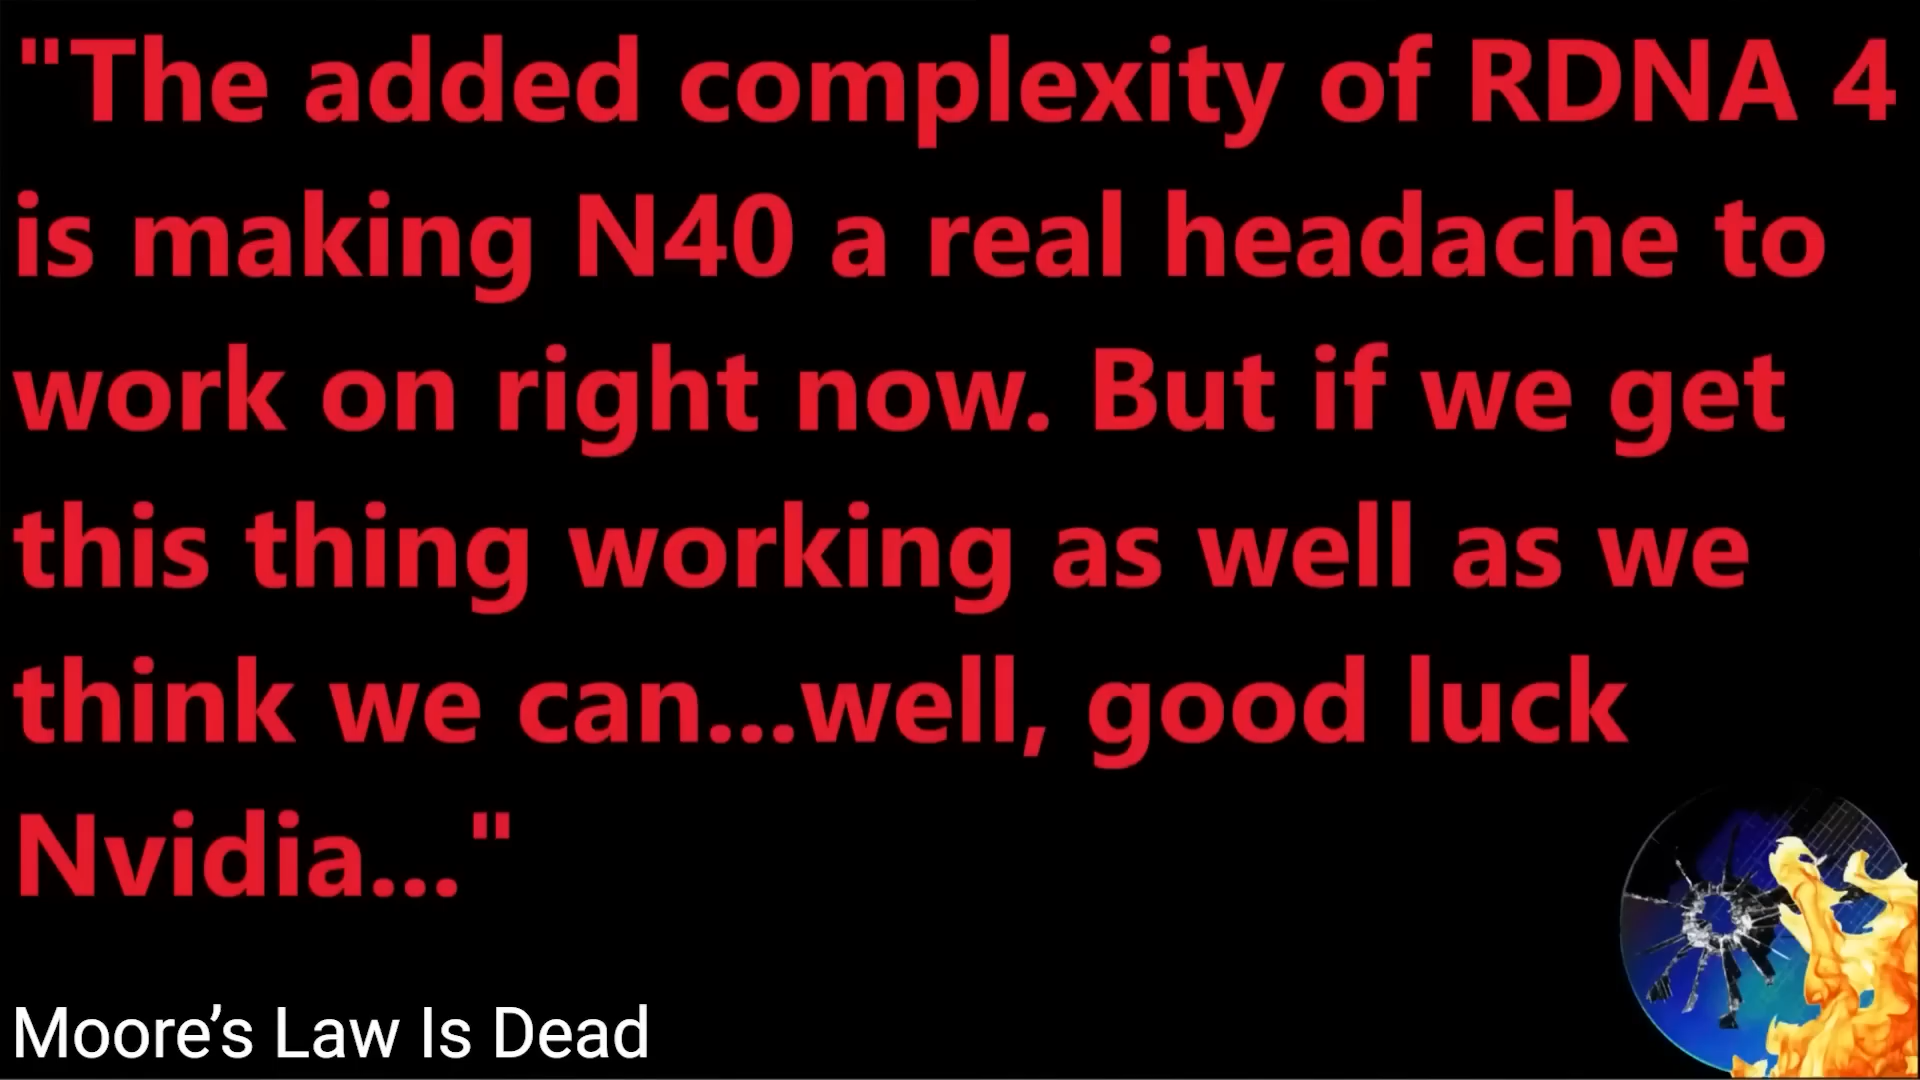 "The added complexity of RDNA 4
is making N40 a real headache to
work on right now. But if we get
this thing working as well as we
think we can...well, good luck
Nvidia..."
Moore’s Law Is Dead